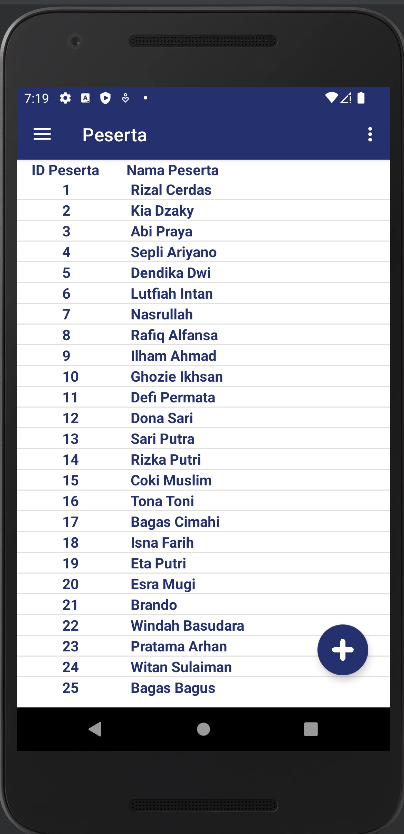 7:19
Peserta
ID Peserta Nama Peserta
1 Rizal Cerdas
2 Kia Dzaky
3 Abi Praya
4 Sepli Ariyano
5 Dendika Dwi
6 Lutfiah Intan
7 Nasrullah
8 Rafiq Alfansa
9 Ilham Ahmad
10 Ghozie Ikhsan
11 Defi Permata
12 Dona Sari
13 Sari Putra
14 Rizka Putri
15 Coki Muslim
16 Tona Toni
17 Bagas Cimahi
18 Isna Farih
19 Eta Putri
20 Esra Mugi
21 Brando
22 Windah Basudara
23 Pratama Arhan
24 Witan Sulaiman
25 Bagas Bagus